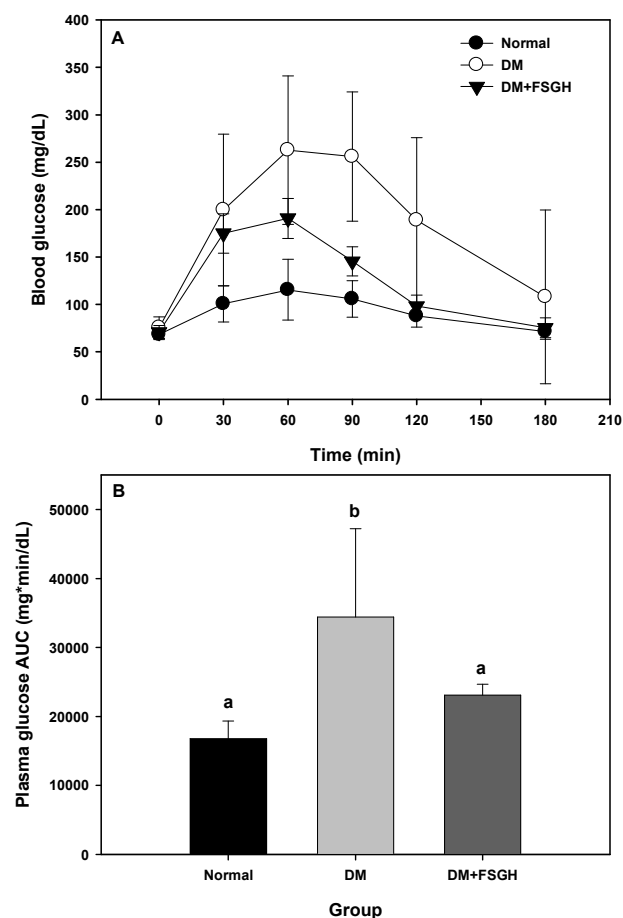 A
Normal
DM
DM+FSGH
Blood glucose (mg/dL)
400
350
300
250
200
150
100
50
0
0 30 60 90 120 150 180 210
Time (min)
B
Plasma glucose AUC (mg*min/dL)
50000
40000
30000
20000
10000
0
a
b
a
Normal DM DM+FSGH
Group